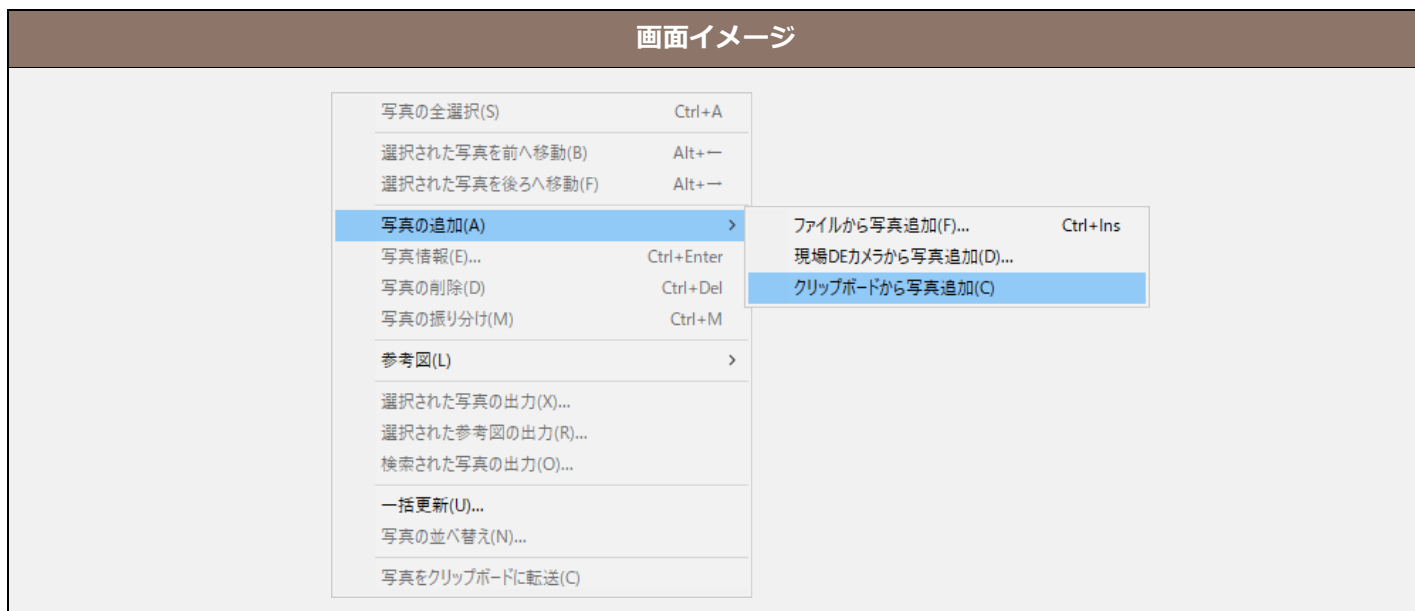 画面イメージ
写真の全選択(S) Ctrl+A
選択された写真を前へ移動(B) Alt+←
選択された写真を後ろへ移動(F) Alt+→
写真の追加(A) >
写真情報(E)... Ctrl+Enter
写真の削除(D) Ctrl+Del
写真の振り分け(M) Ctrl+M
参考図(L) >
選択された写真の出力(X)...
選択された参考図の出力(R)...
検索された写真の出力(O)...
一括更新(U)...
写真の並べ替え(N)...
写真をクリップボードに転送(C)
ファイルから写真追加(F)... Ctrl+Ins
現場DEカメラから写真追加(D)...
クリップボードから写真追加(C)